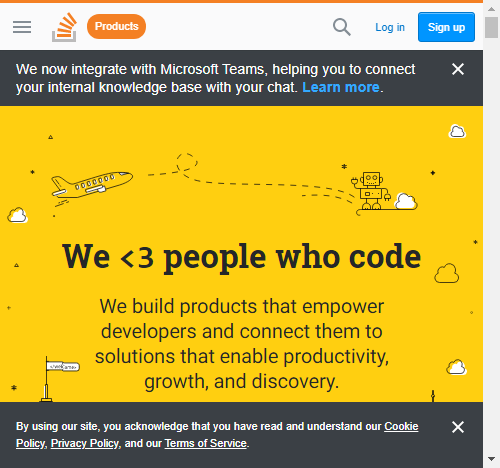 Products
Log in
Sign up
We now integrate with Microsoft Teams, helping you to connect
your internal knowledge base with your chat. Learn more.
We <3 people who code
We build products that empower
developers and connect them to
solutions that enable productivity,
growth, and discovery.
By using our site, you acknowledge that you have read and understand our Cookie
Policy, Privacy Policy, and our Terms of Service.